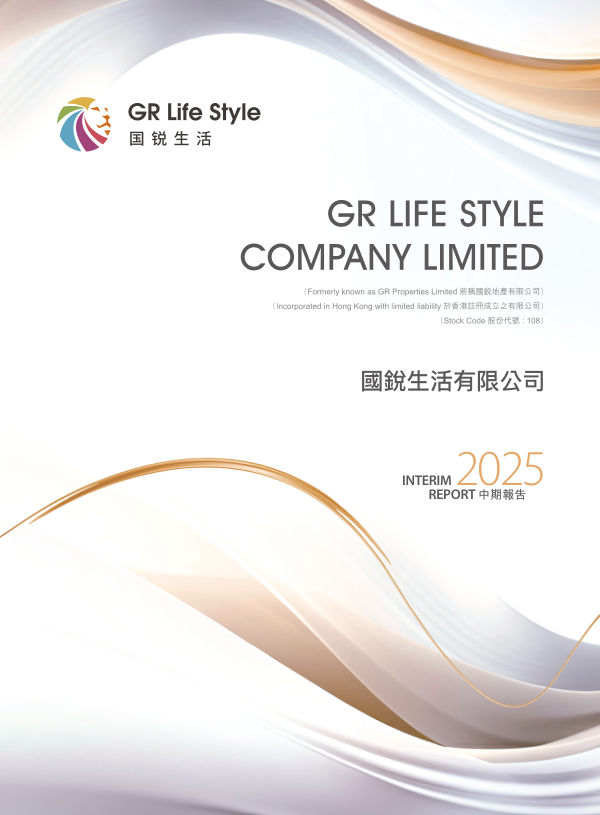 GR Life Style
国锐生活
GR LIFE STYLE
COMPANY LIMITED
(Formerly known as GR Properties Limited 前稱國銳地產有限公司)
(Incorporated in Hong Kong with limited liability 於香港註冊成立之有限公司)
(Stock Code 股份代號 : 108)
國銳生活有限公司
INTERIM 2025
REPORT 中期報告